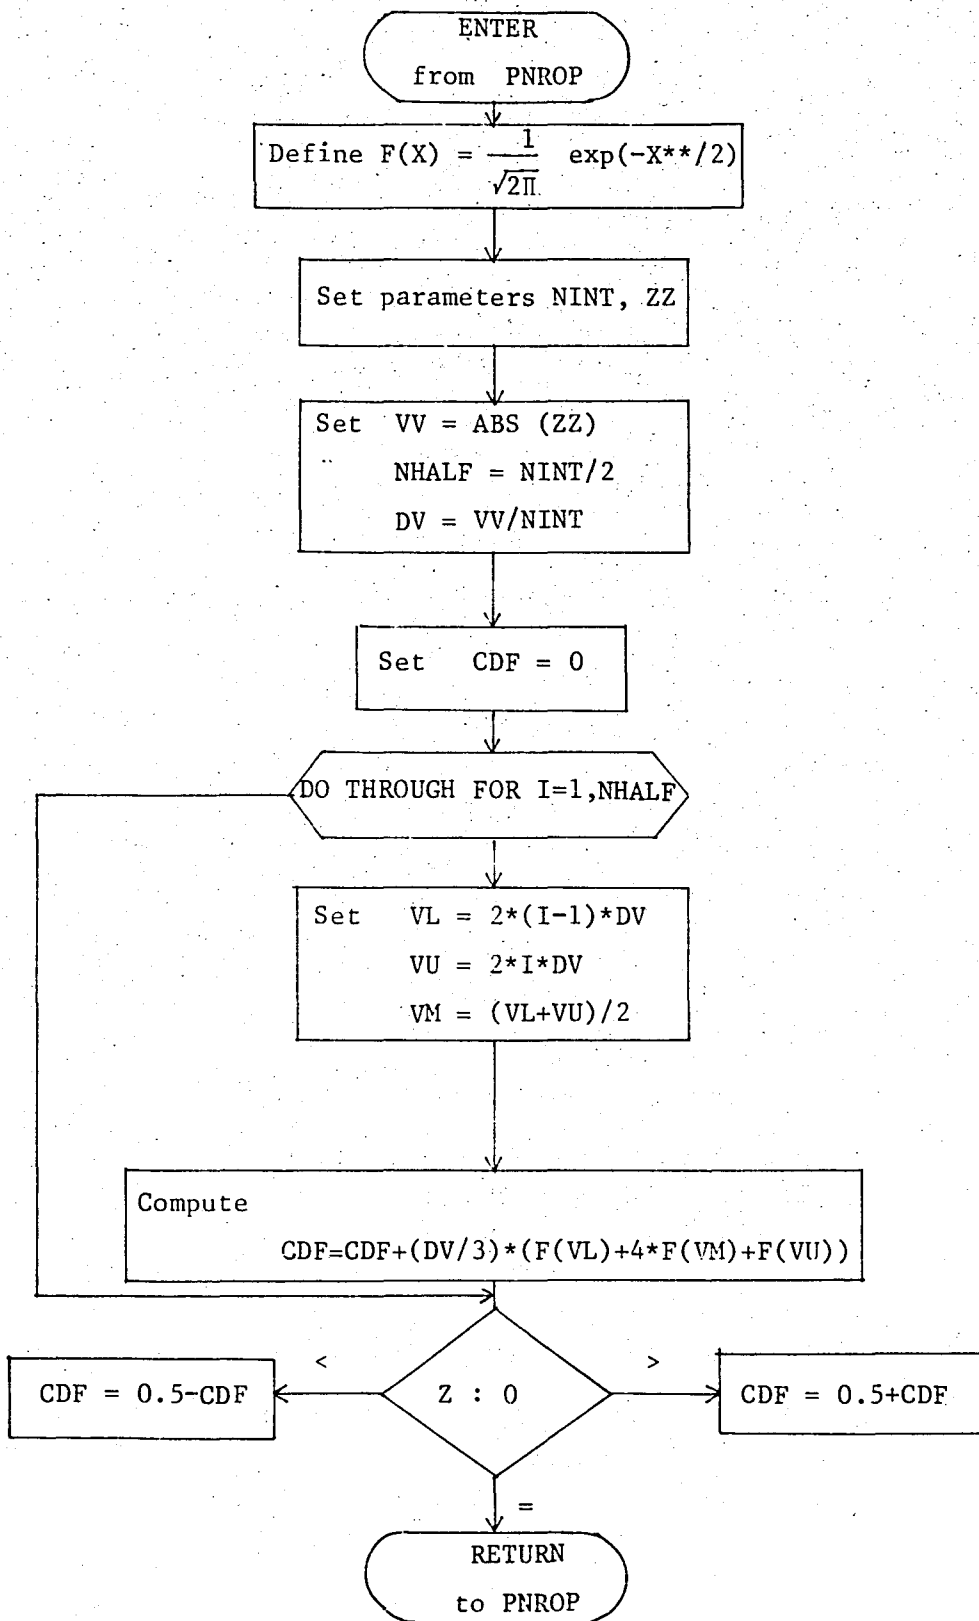 ENTER
from PNROP
Define F(X) = 1/√2Π exp(-X**/2)
Set parameters NINT, ZZ
Set VV = ABS (ZZ)
NHALF = NINT/2
DV = VV/NINT
Set CDF = 0
DO THROUGH FOR I=1,NHALF
Set VL = 2*(I-1)*DV
VU = 2*I*DV
VM = (VL+VU)/2
Compute
CDF=CDF+(DV/3)*(F(VL)+4*F(VM)+F(VU))
< >
CDF = 0.5-CDF Z : 0 CDF = 0.5+CDF
=
RETURN
to PNROP